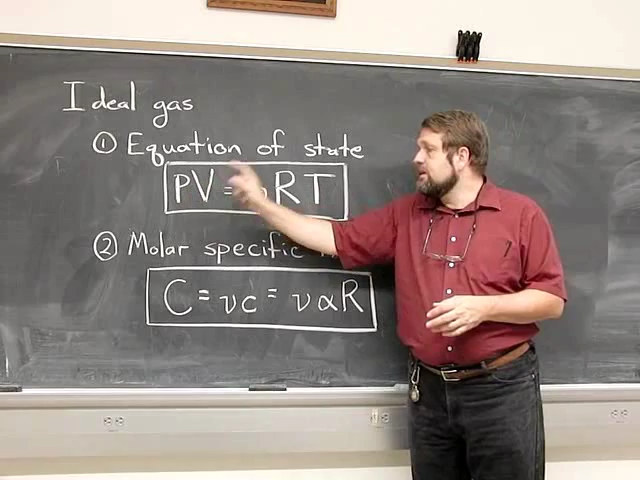 Ideal gas
① Equation of state
PV = RT
② Molar specific
C = νc = ναR